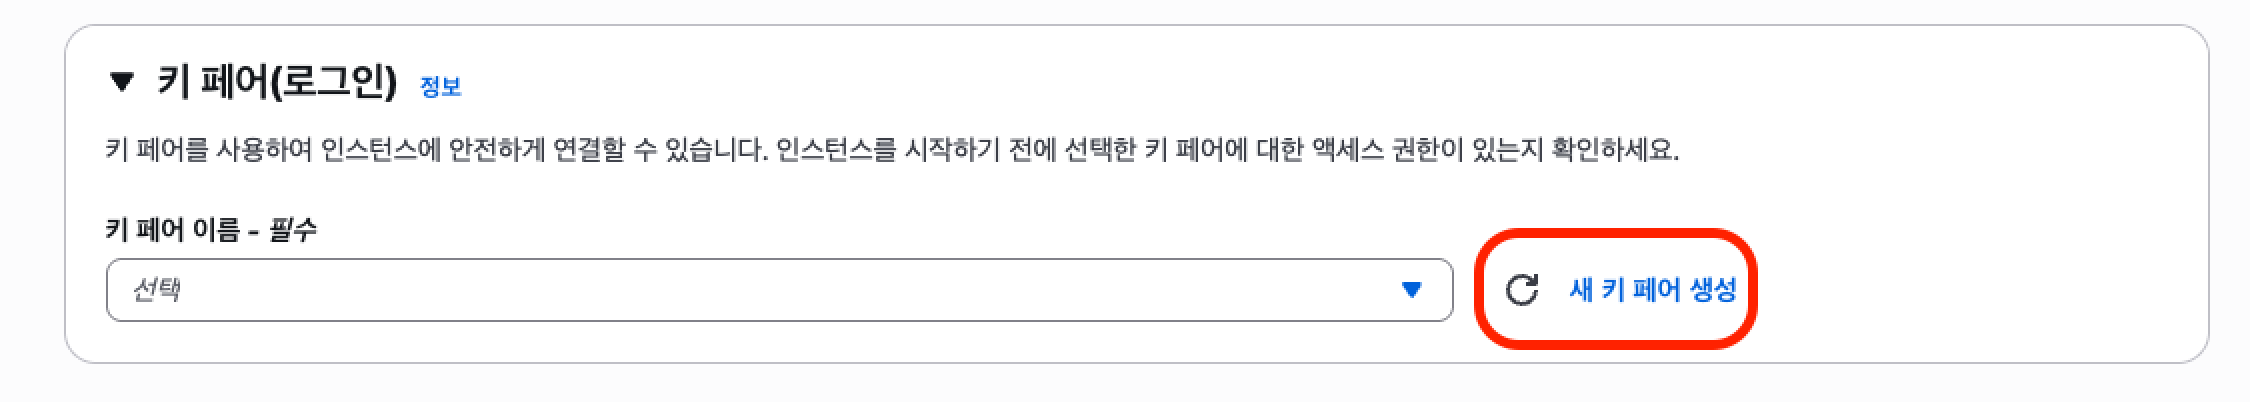 키 페어(로그인) 정보
키 페어를 사용하여 인스턴스에 안전하게 연결할 수 있습니다. 인스턴스를 시작하기 전에 선택한 키 페어에 대한 액세스 권한이 있는지 확인하세요.
키 페어 이름 - 필수
선택
새 키 페어 생성